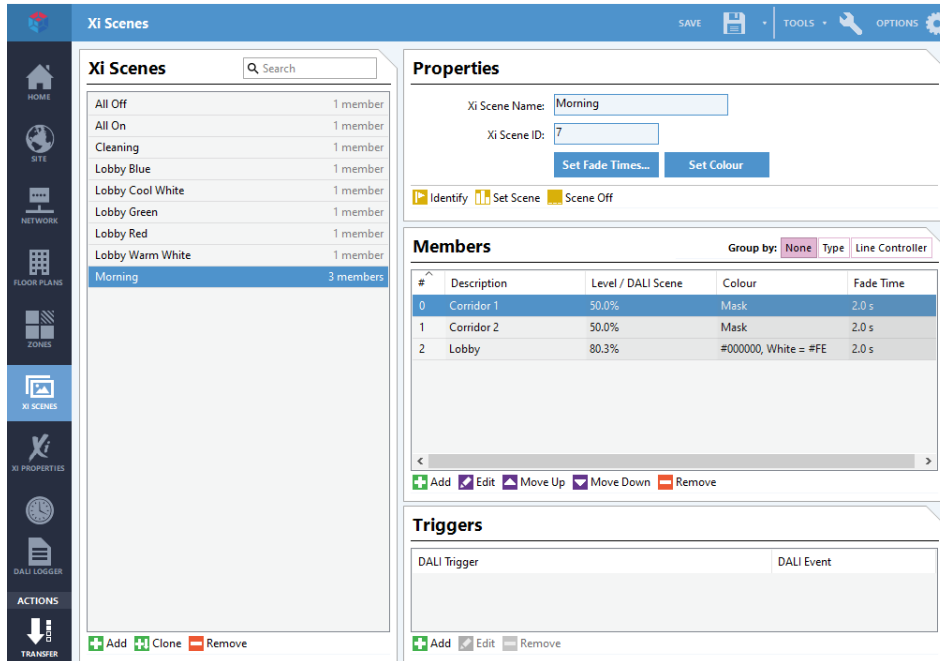 Xi Scenes
SAVE
TOOLS
OPTIONS
HOME
SITE
NETWORK
FLOOR PLANS
ZONES
XI SCENES
XI PROPERTIES
DALI LOGGER
ACTIONS
TRANSFER
Xi Scenes
Search
All Off 1 member
All On 1 member
Cleaning 1 member
Lobby Blue 1 member
Lobby Cool White 1 member
Lobby Green 1 member
Lobby Red 1 member
Lobby Warm White 1 member
Morning 3 members
Add Clone Remove
Properties
Xi Scene Name: Morning
Xi Scene ID: 7
Set Fade Times... Set Colour
Identify Set Scene Scene Off
Members
Group by: None Type Line Controller
# Description Level / DALI Scene Colour Fade Time
0 Corridor 1 50.0% Mask 2.0 s
1 Corridor 2 50.0% Mask 2.0 s
2 Lobby 80.3% #000000, White = #FE 2.0 s
Add Edit Move Up Move Down Remove
Triggers
DALI Trigger DALI Event
Add Edit Remove